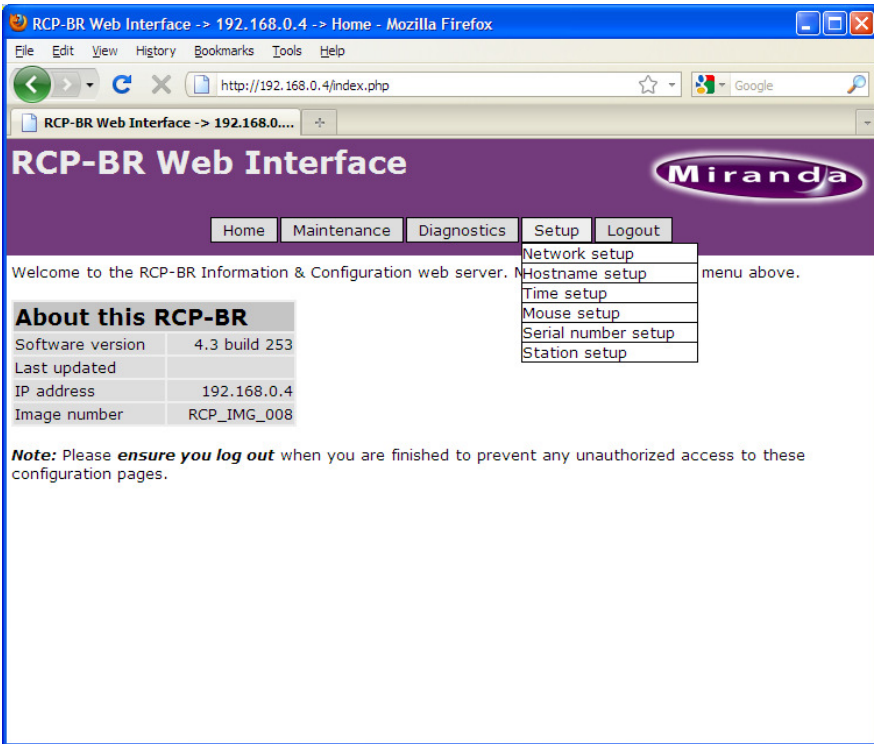 RCP-BR Web Interface -> 192.168.0.4 -> Home - Mozilla Firefox
File Edit View History Bookmarks Tools Help
http://192.168.0.4/index.php
Google
RCP-BR Web Interface -> 192.168.0....
RCP-BR Web Interface
Miranda
Home Maintenance Diagnostics Setup Logout
Network setup
Hostname setup
Time setup
Mouse setup
Serial number setup
Station setup
Welcome to the RCP-BR Information & Configuration web server. menu above.
About this RCP-BR
Software version 4.3 build 253
Last updated
IP address 192.168.0.4
Image number RCP_IMG_008
Note: Please ensure you log out when you are finished to prevent any unauthorized access to these
configuration pages.